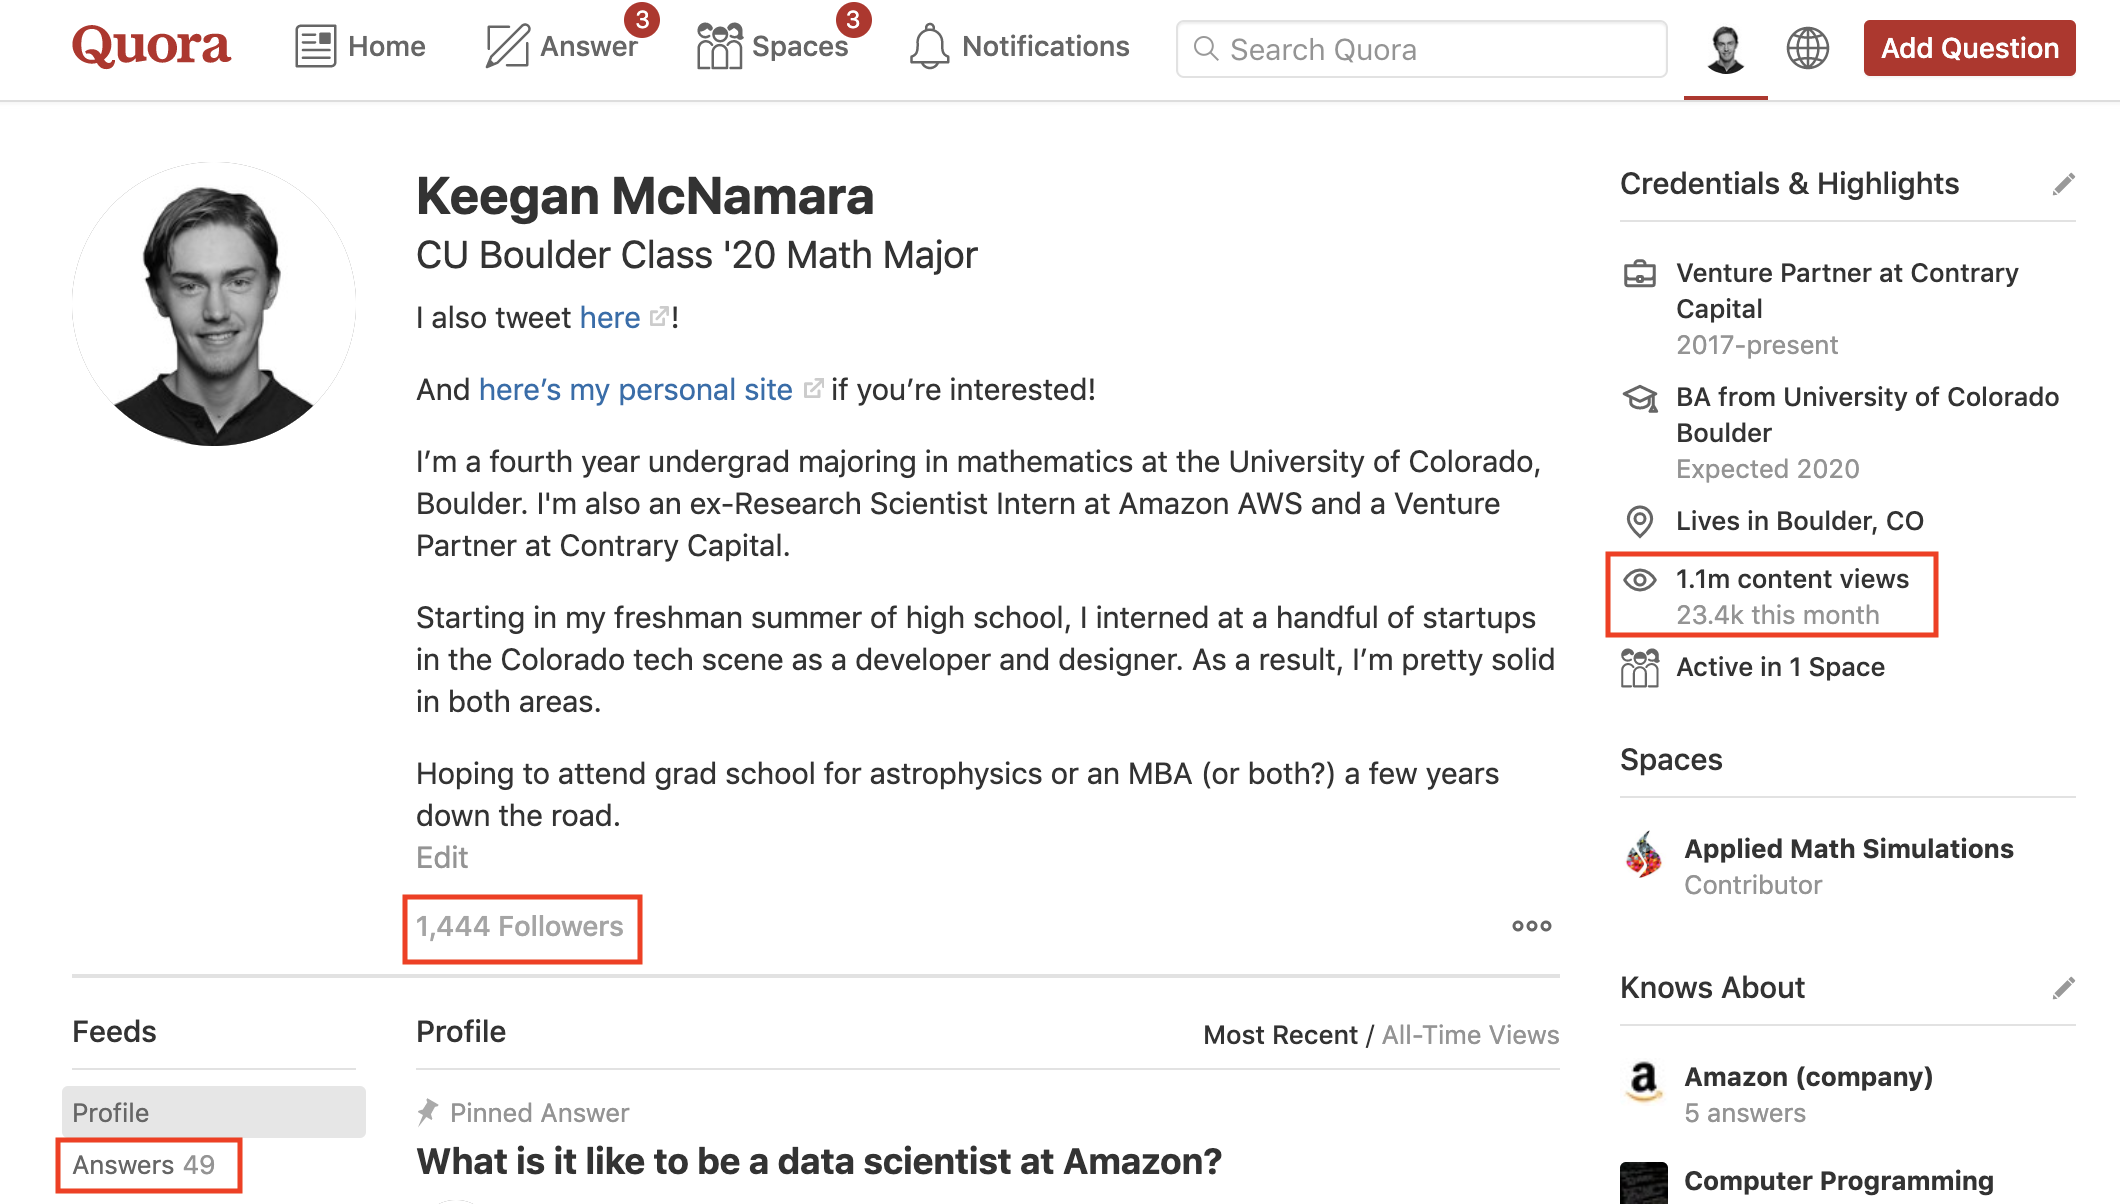 Quora
Home
Answer
3
Spaces
3
Notifications
Search Quora
Add Question
Keegan McNamara
CU Boulder Class '20 Math Major
I also tweet here !
And here’s my personal site if you’re interested!
I’m a fourth year undergrad majoring in mathematics at the University of Colorado,
Boulder. I'm also an ex-Research Scientist Intern at Amazon AWS and a Venture
Partner at Contrary Capital.
Starting in my freshman summer of high school, I interned at a handful of startups
in the Colorado tech scene as a developer and designer. As a result, I’m pretty solid
in both areas.
Hoping to attend grad school for astrophysics or an MBA (or both?) a few years
down the road.
Edit
1,444 Followers
Feeds
Profile
Answers 49
Profile
Most Recent / All-Time Views
Pinned Answer
What is it like to be a data scientist at Amazon?
Credentials & Highlights
Venture Partner at Contrary
Capital
2017-present
BA from University of Colorado
Boulder
Expected 2020
Lives in Boulder, CO
1.1m content views
23.4k this month
Active in 1 Space
Spaces
Applied Math Simulations
Contributor
Knows About
a
Amazon (company)
5 answers
Computer Programming